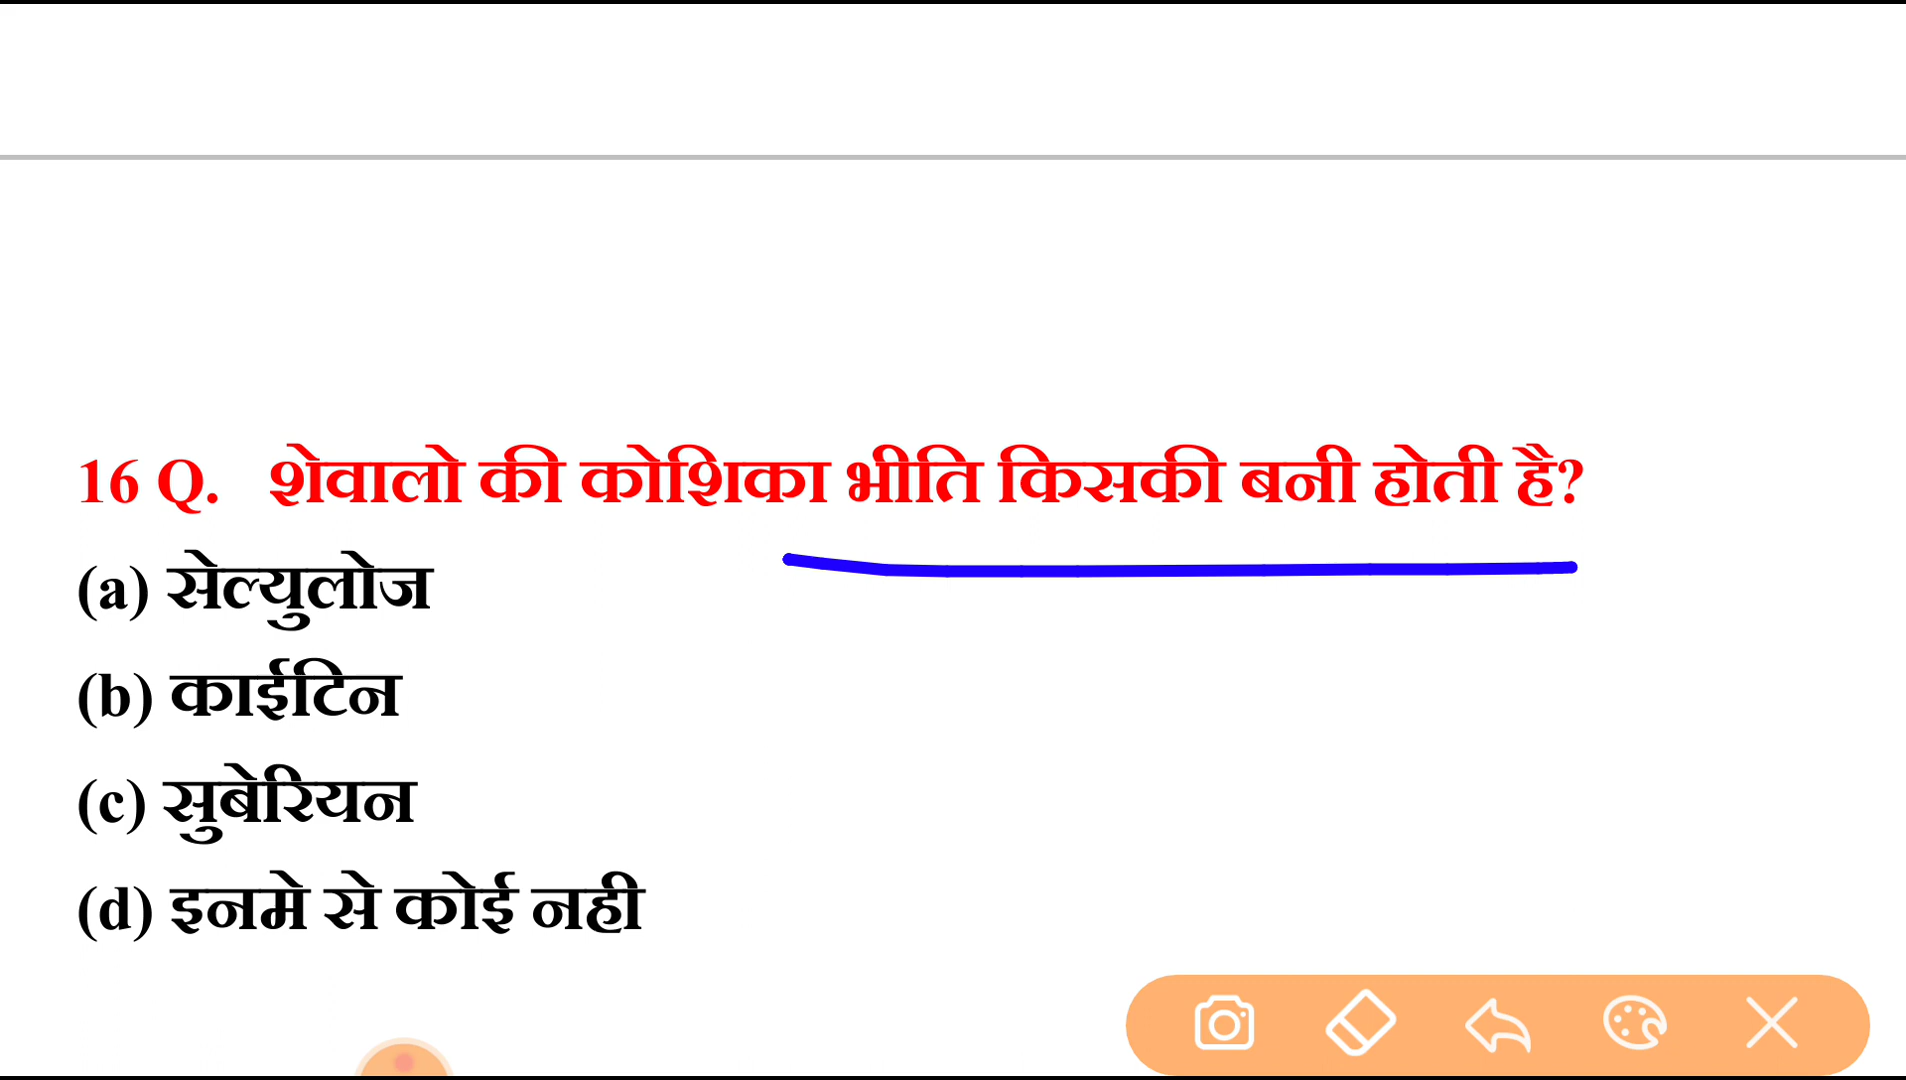 16 Q. शेवालो की कोशिका भीति किसकी बनी होती है?
(a) सेल्युलोज
(b) काईटिन
(c) सुबेरियन
(d) इनमे से कोई नही